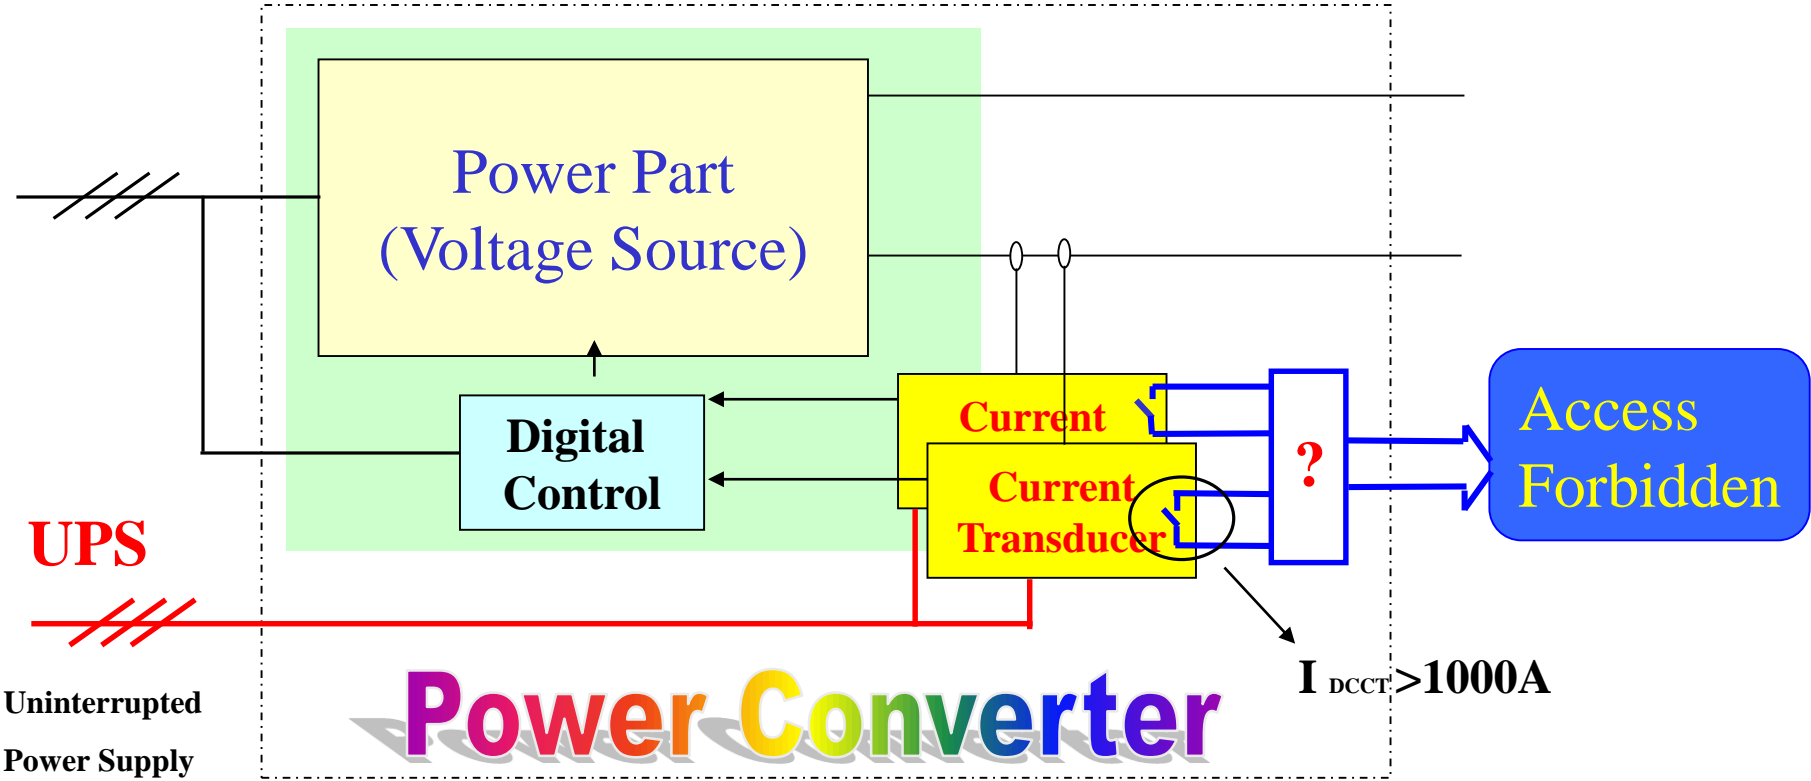 Power Part
(Voltage Source)
Digital
Control
Current
Current
Transducer
?
Access
Forbidden
UPS
I DCCT >1000A
Uninterrupted
Power Supply
Power Converter